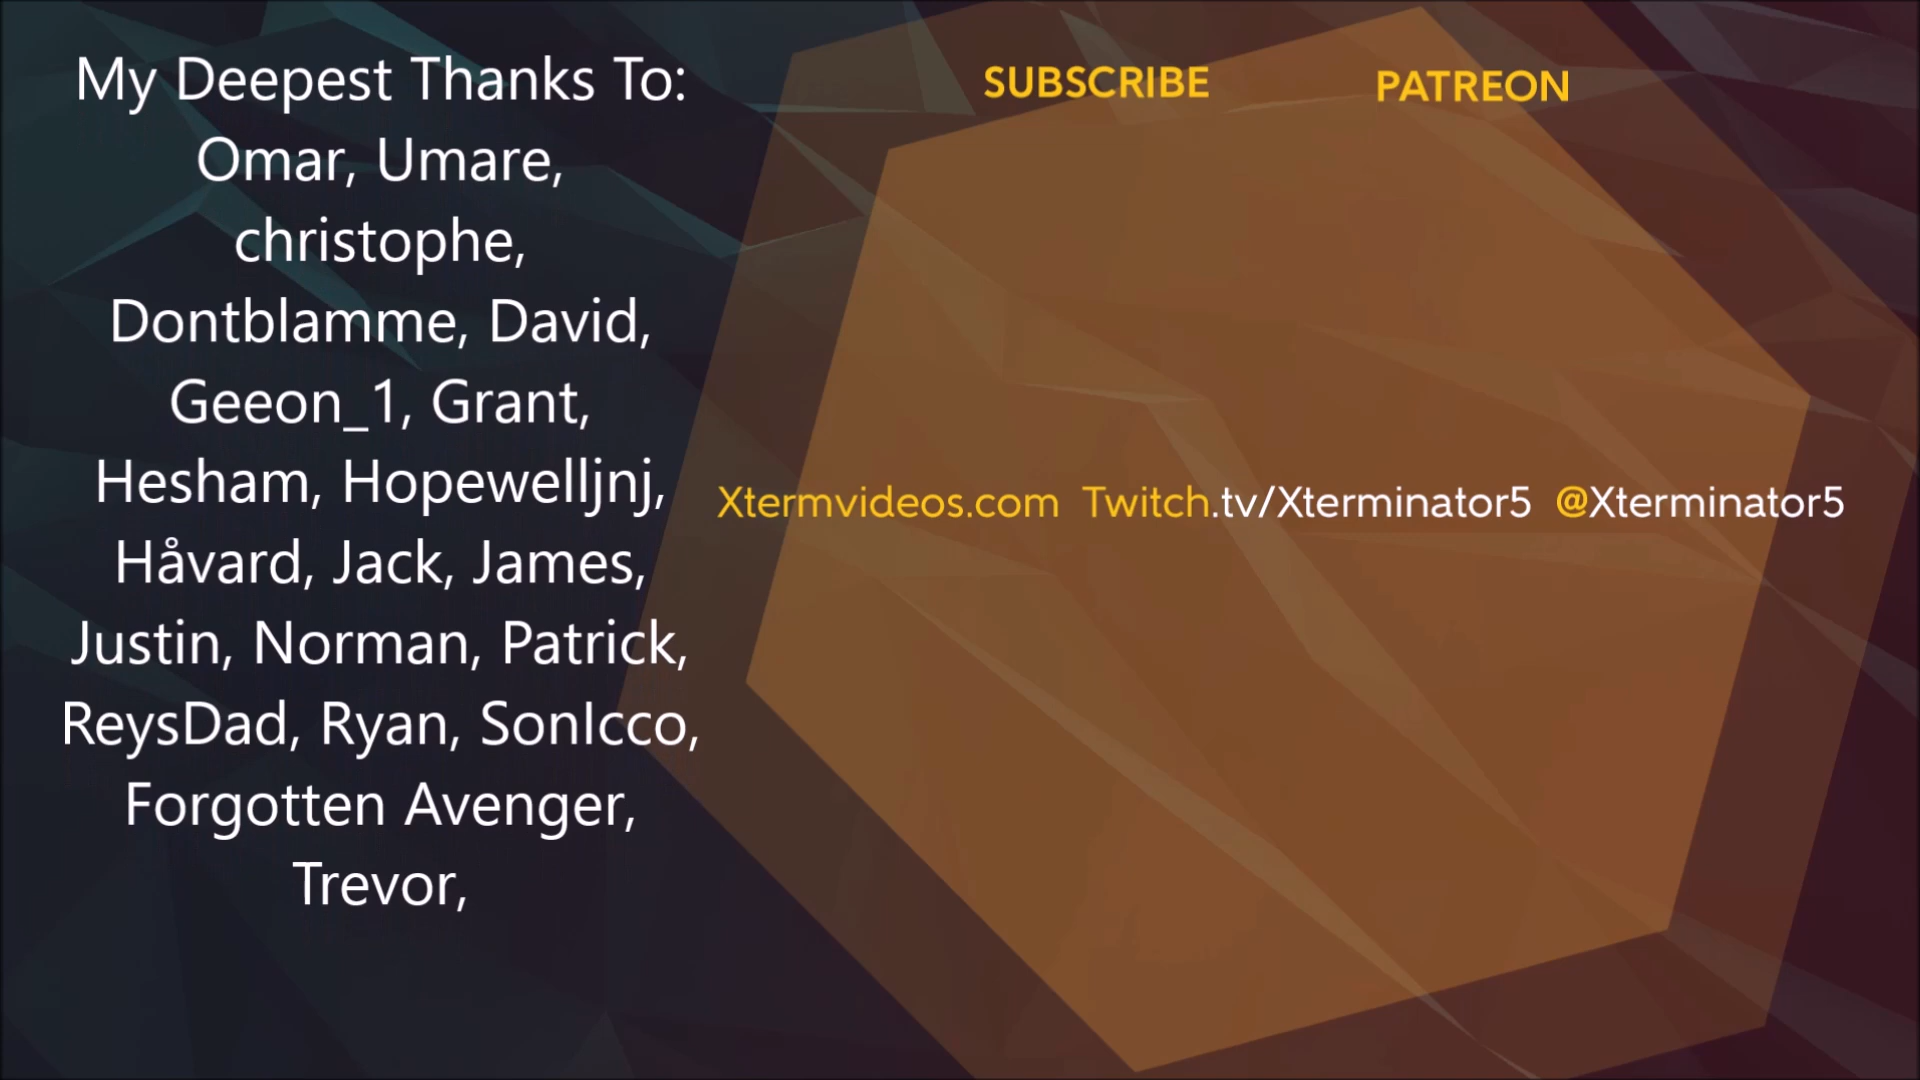 My Deepest Thanks To:
Omar, Umare,
christophe,
Dontblamme, David,
Geeon_1, Grant,
Hesham, Hopewelljnj,
Håvard, Jack, James,
Justin, Norman, Patrick,
ReysDad, Ryan, SonIcco,
Forgotten Avenger,
Trevor,
SUBSCRIBE PATREON
Xtermvideos.com Twitch.tv/Xterminator5 @Xterminator5